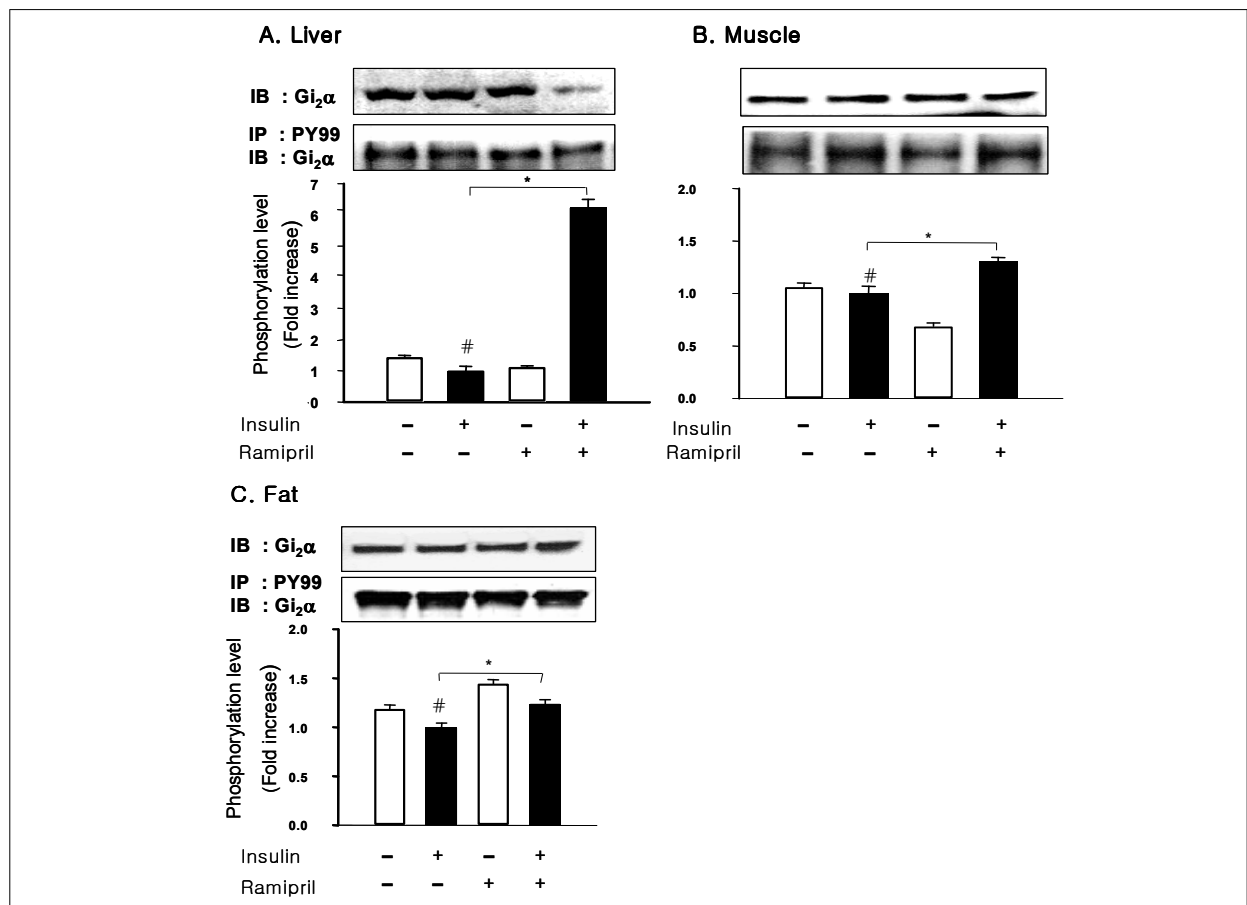 A. Liver
IB : Gi₂α
IP : PY99
IB : Gi₂α
Phosphorylation level
(Fold increase)
7
6
5
4
3
2
1
0
*
#
Insulin - + - +
Ramipril - - + +
B. Muscle
2.0
1.5
1.0
0.5
0.0
*
#
Insulin - + - +
Ramipril - - + +
C. Fat
IB : Gi₂α
IP : PY99
IB : Gi₂α
Phosphorylation level
(Fold increase)
2.0
1.5
1.0
0.5
0.0
*
#
Insulin - + - +
Ramipril - - + +